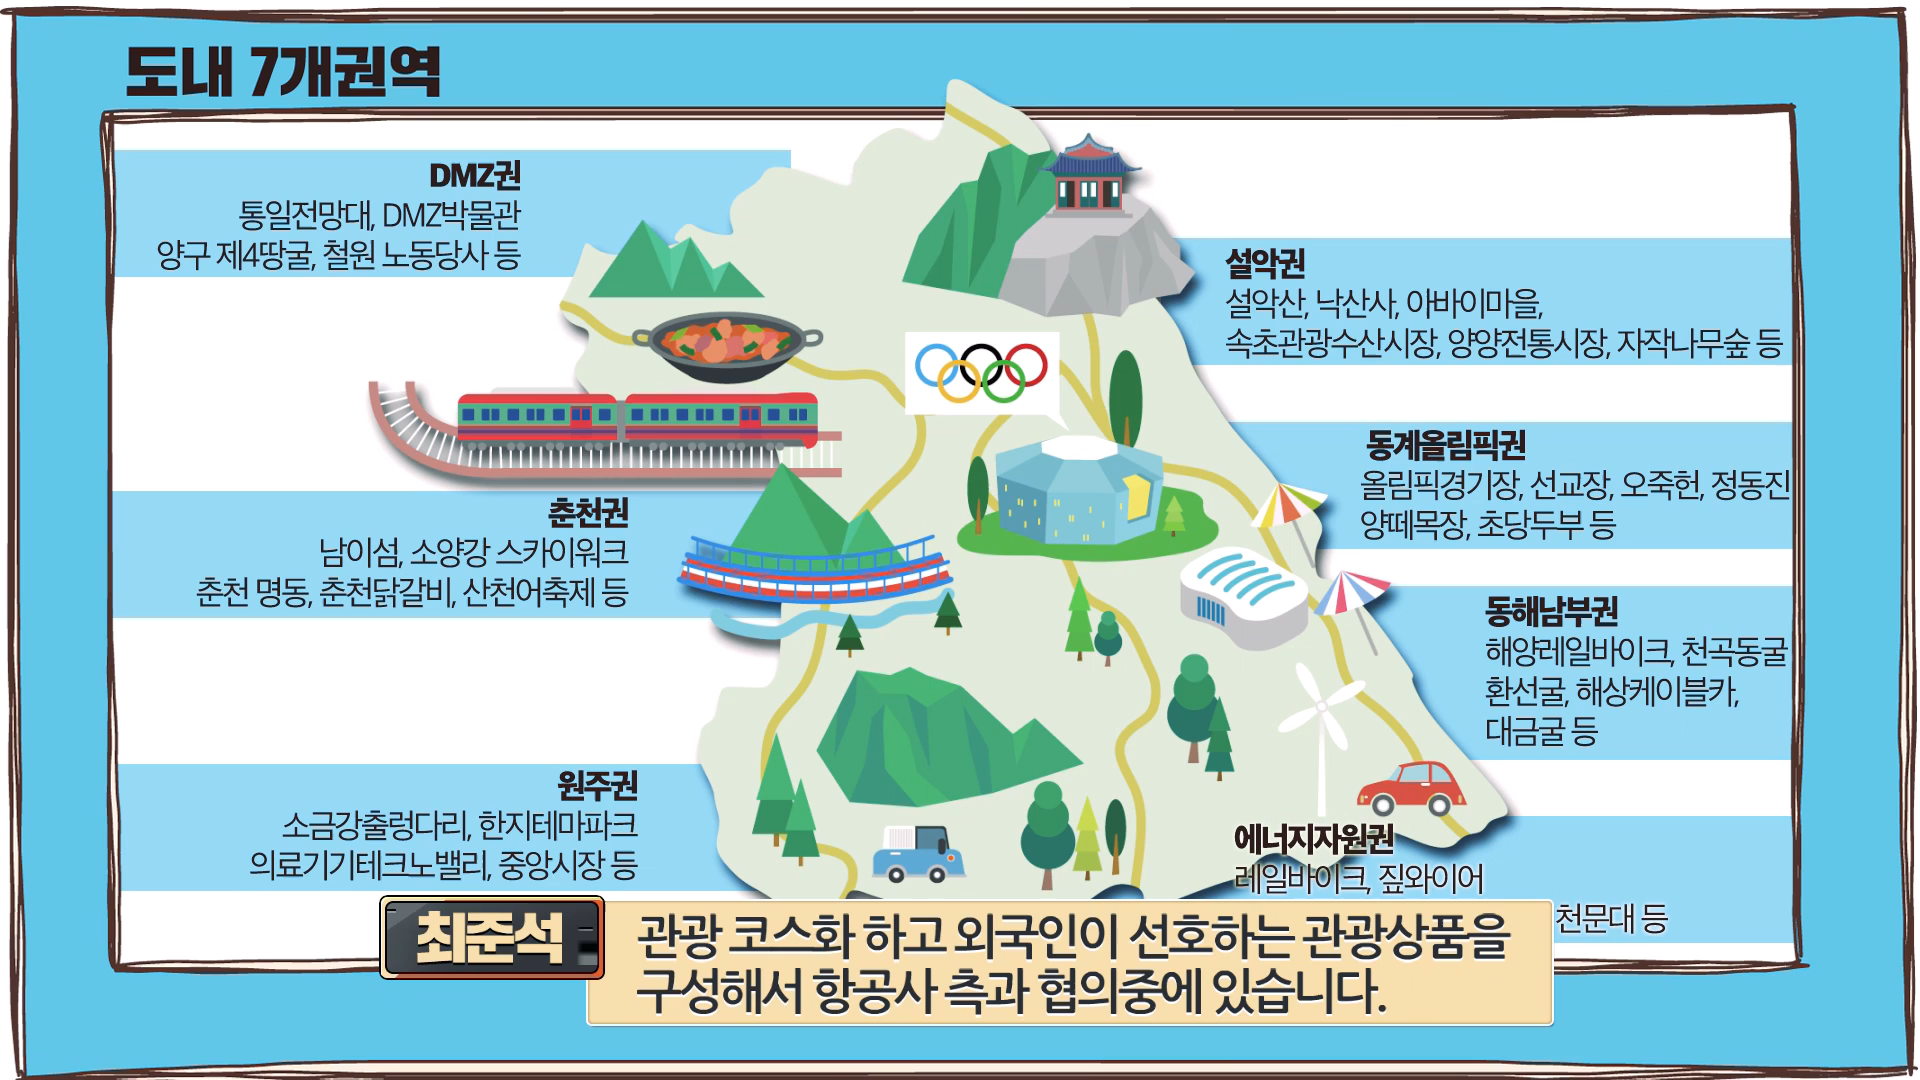 도내 7개권역
DMZ권
통일전망대, DMZ박물관
양구 제4땅굴, 철원 노동당사 등
설악권
설악산, 낙산사, 아바이마을,
속초관광수산시장, 양양전통시장, 자작나무숲 등
동계올림픽권
올림픽경기장, 선교장, 오죽헌, 정동진
양떼목장, 초당두부 등
춘천권
남이섬, 소양강 스카이워크
춘천 명동, 춘천닭갈비, 산천어축제 등
동해남부권
해양레일바이크, 천곡동굴
환선굴, 해상케이블카,
대금굴 등
원주권
소금강출렁다리, 한지테마파크
의료기기테크노밸리, 중앙시장 등
에너지자원권
레일바이크, 짚와이어
천문대 등
최준석
관광 코스화 하고 외국인이 선호하는 관광상품을
구성해서 항공사 측과 협의중에 있습니다.